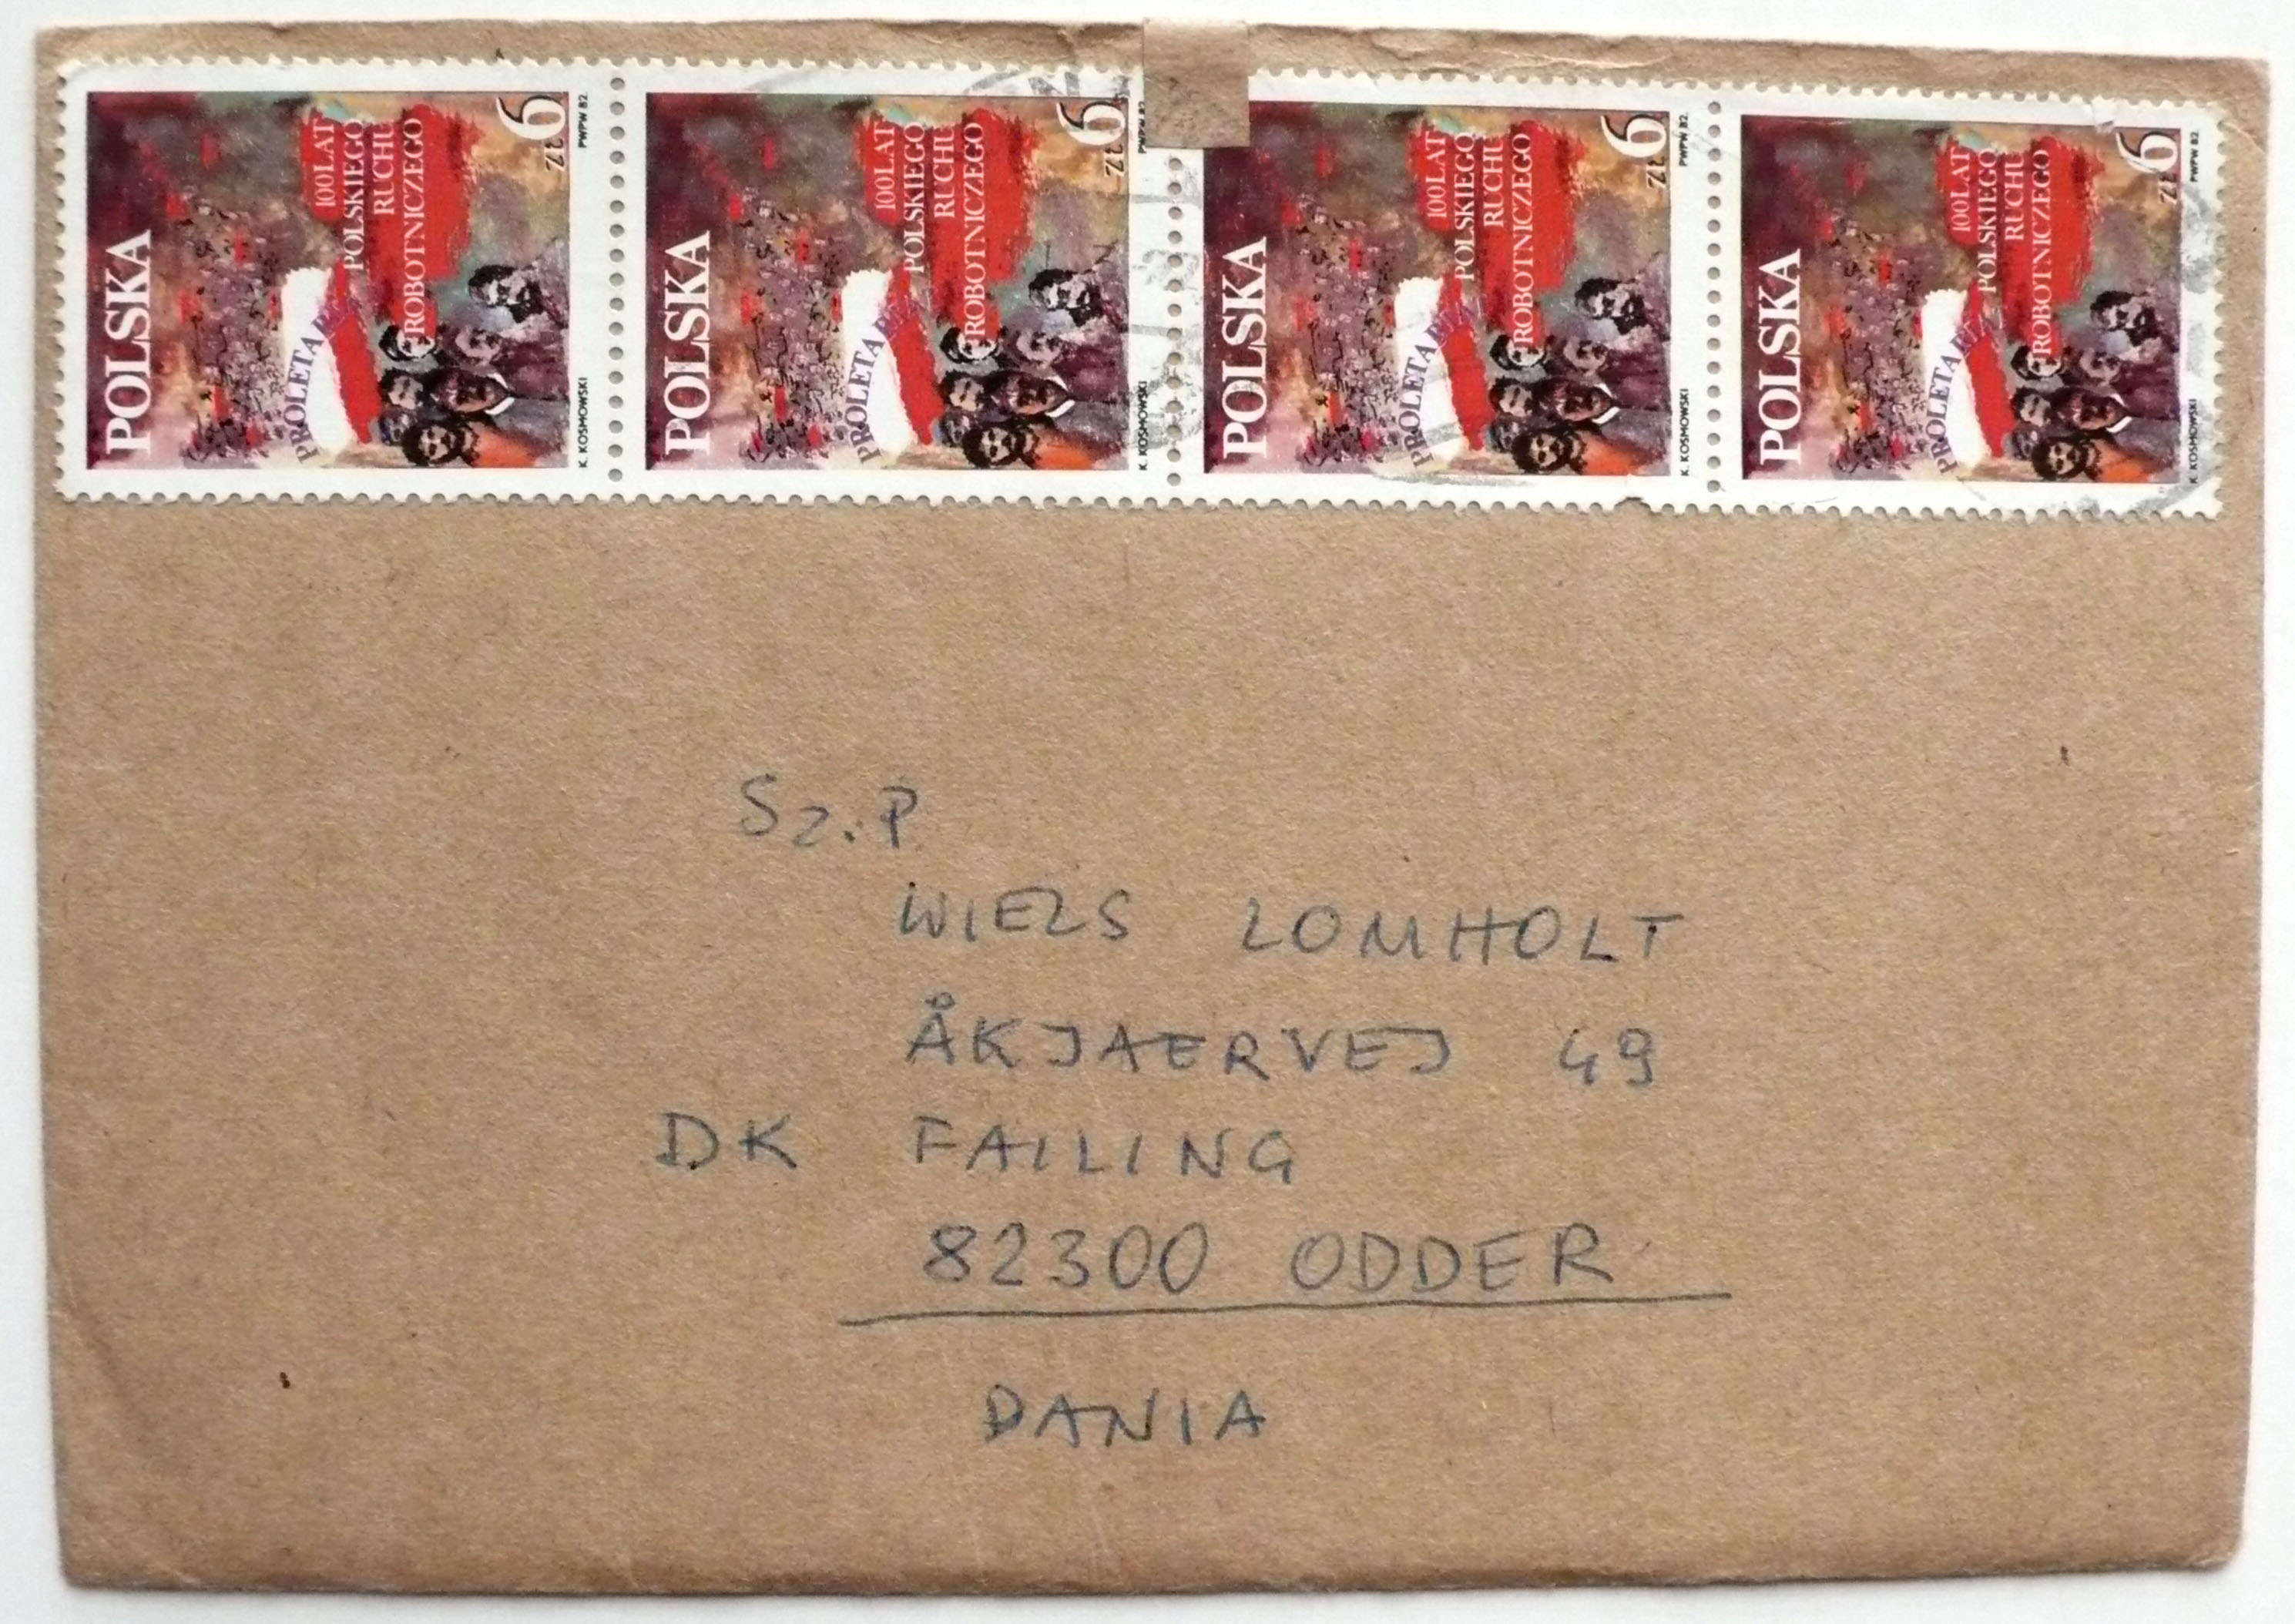 POLSKA
100 LAT
POLSKIEGO
RUCHU
ROBOTNICZEGO
PROLETARIAT
6 zł
K. KOSMOWSKI PWPW 82
POLSKA
100 LAT
POLSKIEGO
RUCHU
ROBOTNICZEGO
PROLETARIAT
6 zł
K. KOSMOWSKI PWPW 82
POLSKA
100 LAT
POLSKIEGO
RUCHU
ROBOTNICZEGO
PROLETARIAT
6 zł
K. KOSMOWSKI PWPW 82
POLSKA
100 LAT
POLSKIEGO
RUCHU
ROBOTNICZEGO
PROLETARIAT
6 zł
K. KOSMOWSKI PWPW 82
Sz. P
WIELS LOMHOLT
ÅKJAERVEJ 49
DK FAILING
82300 ODDER
DANIA